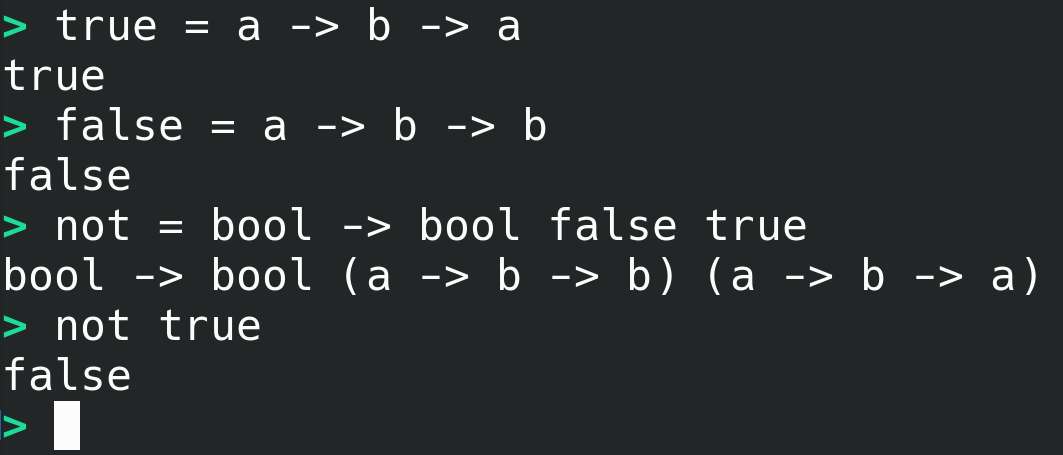 > true = a -> b -> a
true
> false = a -> b -> b
false
> not = bool -> bool false true
bool -> bool (a -> b -> b) (a -> b -> a)
> not true
false
>